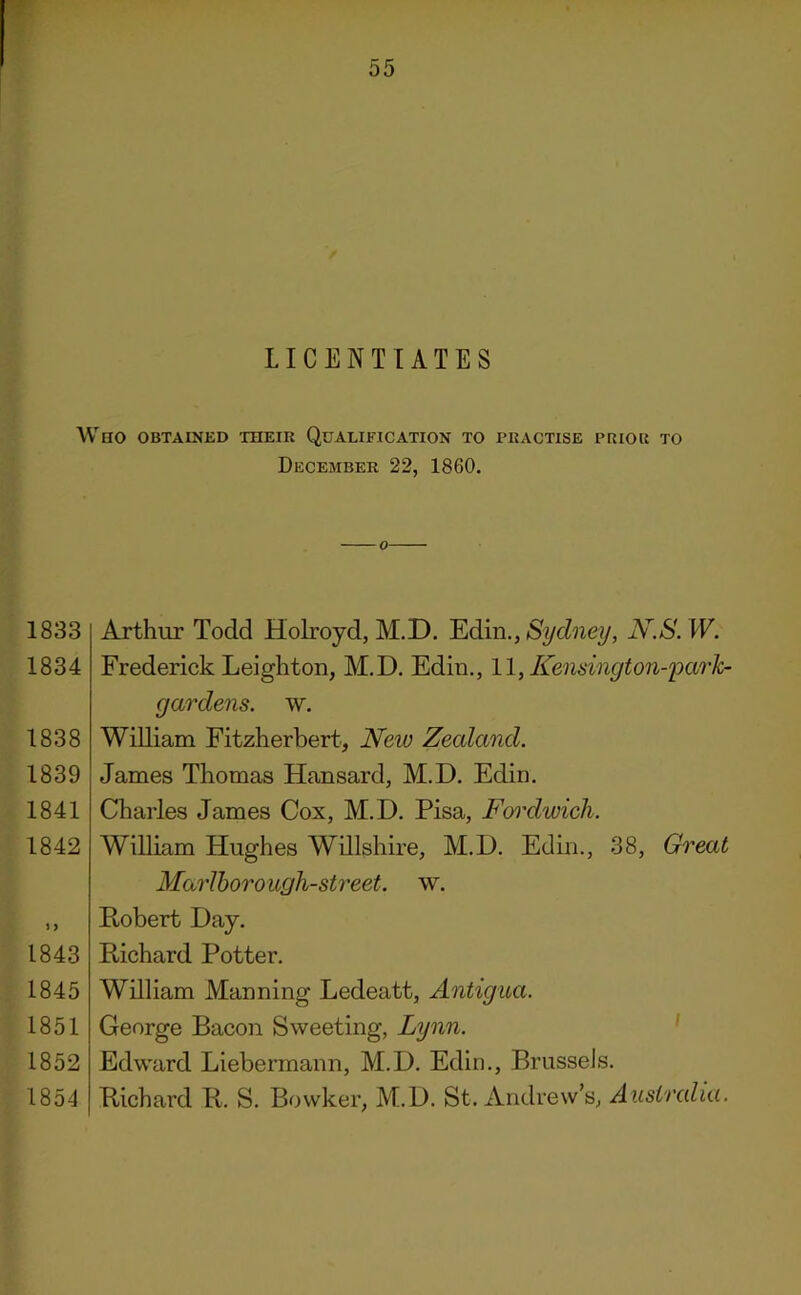 55
LICENTIATES
Who obtained their Qualification to practise prior to
December 22, 1860.
1833 Arthur Todd Holroyd, M.D. Edin., Sydney, N.S.W.
1834 Frederick Leighton, M.D. Edin., 11, Kensington-park-
gardens. w.
1838 William Fitzherbert, New Zealand.
1839 James Thomas Hansard, M.D. Edin.
1841 Charles James Cox, M.D. Pisa, Fordwich.
1842 William Hughes Willshire, M.D. Edin., 38, Great
Marlborough-street. w.
,, Robert Day.
1843 Richard Potter.
1845 William Manning Ledeatt, Antigua.
1851 George Bacon Sweeting, Lynn.
1852 Edward Liebermann, M.D. Edin., Brussels.
1854 Richard R. S. Bowker, M.D. St. Andrew's, Australia.